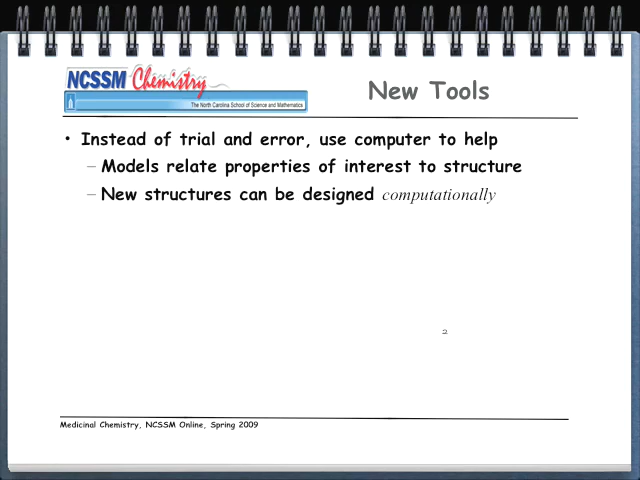 NCSSM Chemistry
The North Carolina School of Science and Mathematics
New Tools
• Instead of trial and error, use computer to help
– Models relate properties of interest to structure
– New structures can be designed computationally
2
Medicinal Chemistry, NCSSM Online, Spring 2009